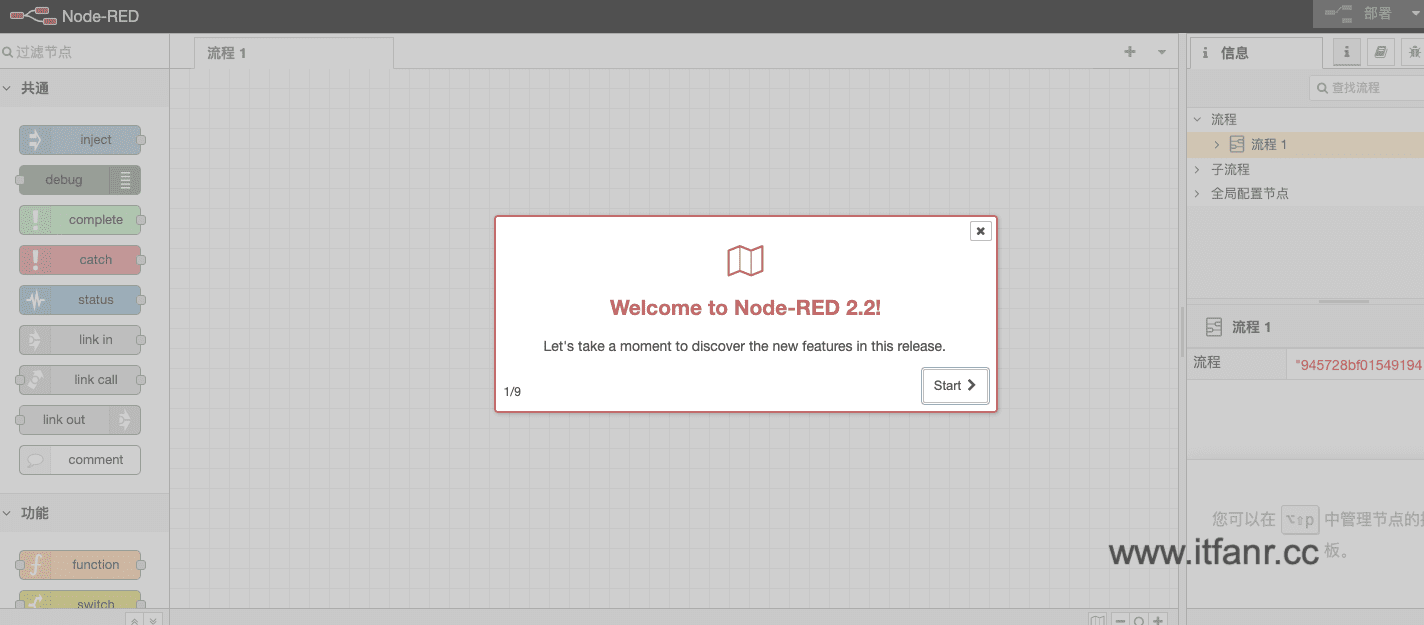 Node-RED
部署
过滤节点
流程 1
信息
共通
查找流程
inject
debug
complete
catch
status
link in
link call
link out
comment
功能
function
switch
流程
流程 1
子流程
全局配置节点
Welcome to Node-RED 2.2!
Let's take a moment to discover the new features in this release.
1/9
Start
流程 1
流程
"945728bf01549194
您可以在 ⌥⇧p 中管理节点的
板。
www.itfanr.cc